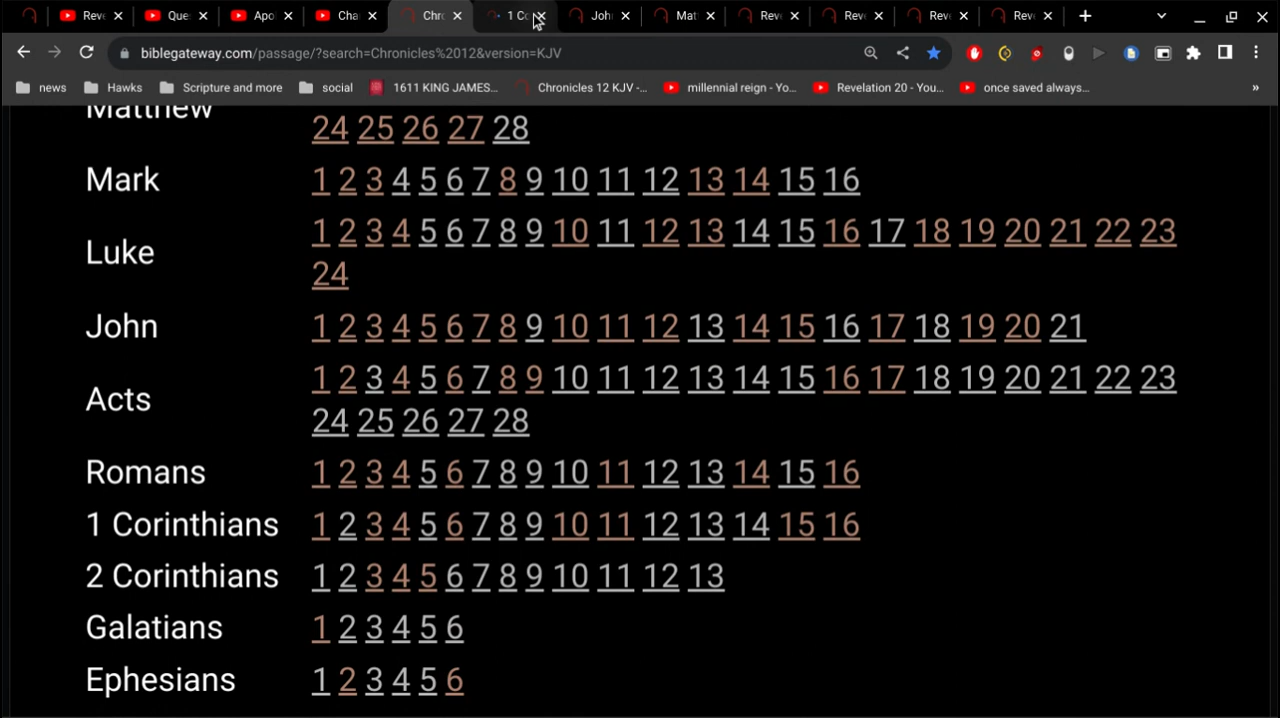 Reve Que Apo Cha Chro 1 Co Joh Mat Reve Reve Reve Reve
biblegateway.com/passage/?search=Chronicles%2012&version=KJV
news Hawks Scripture and more social 1611 KING JAMES... Chronicles 12 KJV -... millennial reign - Yo... Revelation 20 - You... once saved always... »
Matthew
24 25 26 27 28
Mark 1 2 3 4 5 6 7 8 9 10 11 12 13 14 15 16
Luke 1 2 3 4 5 6 7 8 9 10 11 12 13 14 15 16 17 18 19 20 21 22 23
24
John 1 2 3 4 5 6 7 8 9 10 11 12 13 14 15 16 17 18 19 20 21
Acts 1 2 3 4 5 6 7 8 9 10 11 12 13 14 15 16 17 18 19 20 21 22 23
24 25 26 27 28
Romans 1 2 3 4 5 6 7 8 9 10 11 12 13 14 15 16
1 Corinthians 1 2 3 4 5 6 7 8 9 10 11 12 13 14 15 16
2 Corinthians 1 2 3 4 5 6 7 8 9 10 11 12 13
Galatians 1 2 3 4 5 6
Ephesians 1 2 3 4 5 6